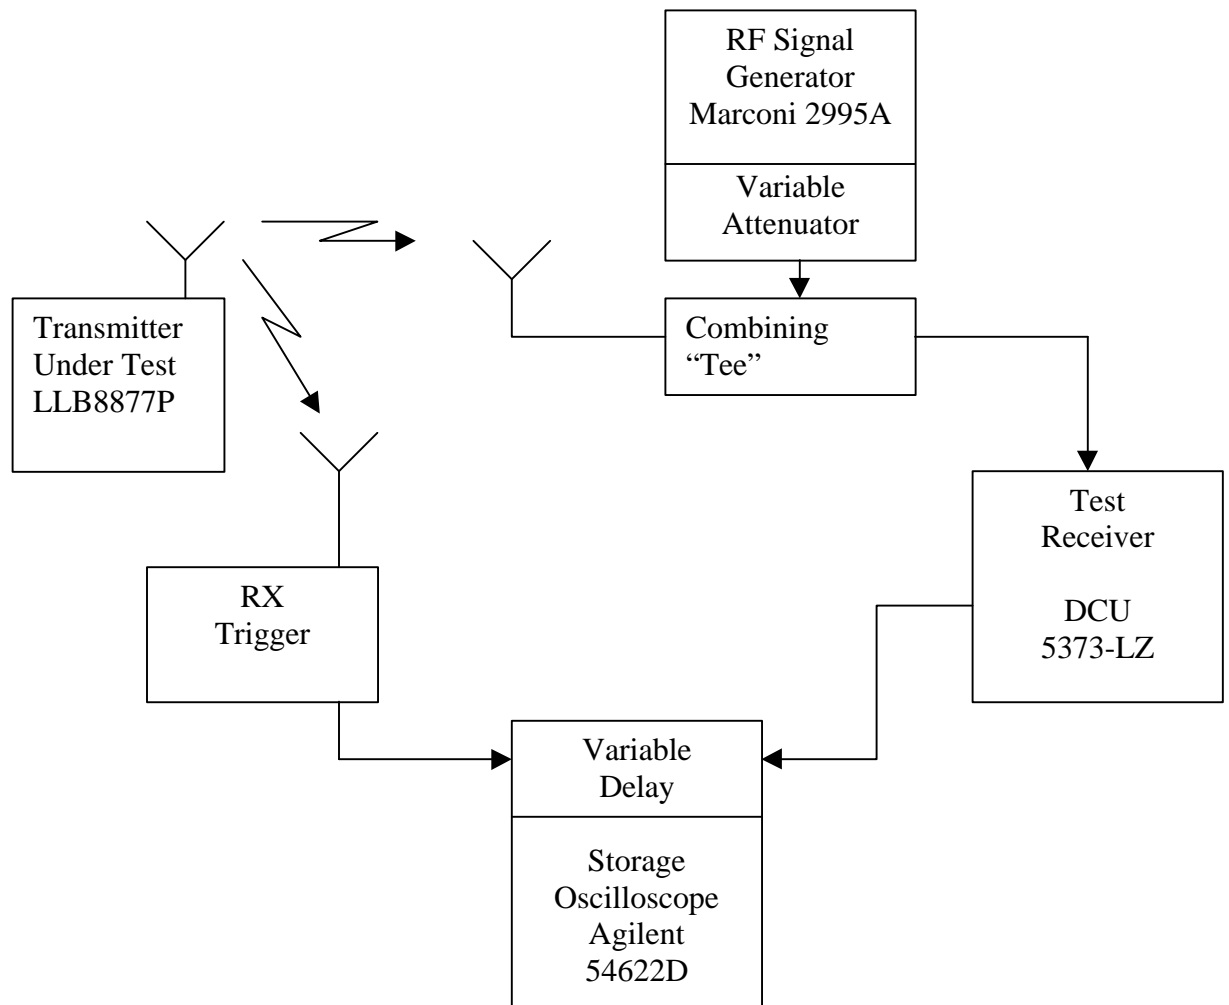 RF Signal
Generator
Marconi 2995A
Variable
Attenuator
Transmitter
Under Test
LLB8877P
Combining
“Tee”
RX
Trigger
Test
Receiver
DCU
5373-LZ
Variable
Delay
Storage
Oscilloscope
Agilent
54622D